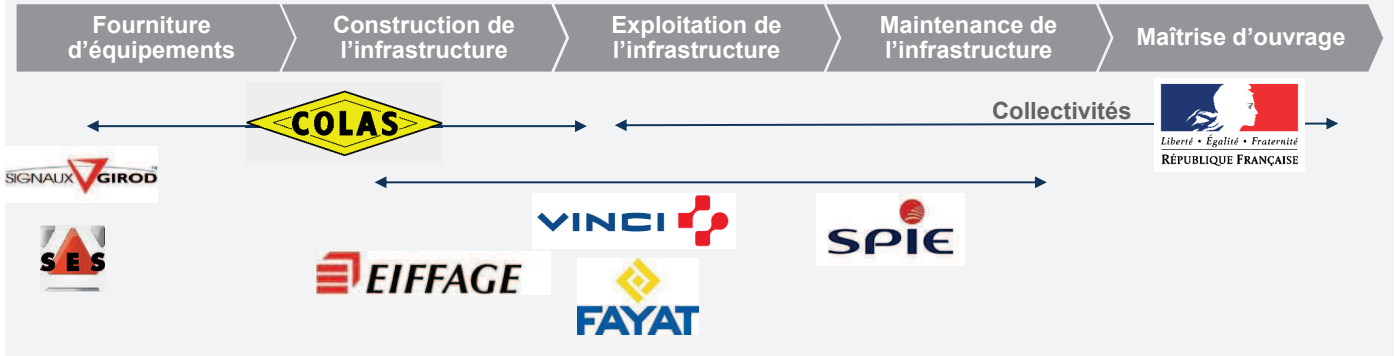 Fourniture
d'équipements
Construction de
l'infrastructure
Exploitation de
l'infrastructure
Maintenance de
l'infrastructure
Maîtrise d'ouvrage
COLAS
Collectivités
Liberté • Égalité • Fraternité
RÉPUBLIQUE FRANÇAISE
SIGNAUX GIROD
TM
VINCI
SPIE
SES
EIFFAGE
FAYAT